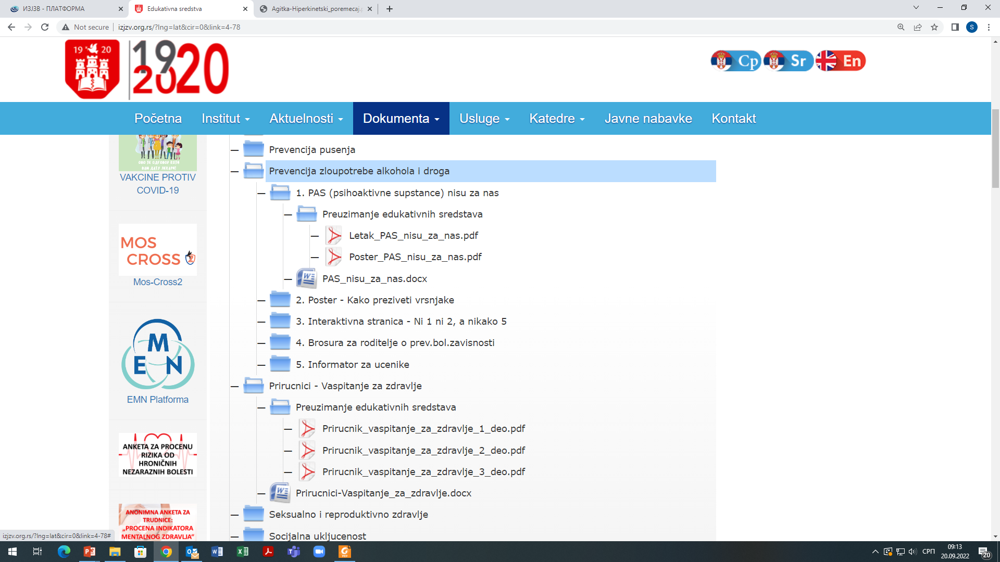 ИЗЈЗВ - ПЛАТФОРМА
Edukativna sredstva
Agitka-Hiperkinetski_poremecaj.
Not secure
izjzv.org.rs/?lng=lat&cir=0&link=4-78
S
19 20
1920
2020
Ср
Sr
En
Početna
Institut
Aktuelnosti
Dokumenta
Usluge
Katedre
Javne nabavke
Kontakt
ВАМ ДАТУ ЛЕКАРИ!
VAKCINE PROTIV
COVID-19
MOS
CROSS 2
Mos-Cross2
M
E N
EMN Platforma
ANKETA ZA PROCENU
RIZIKA OD
HRONIČNIH
NEZARAZNIH BOLESTI
ANONIMNA ANKETA ZA
TRUDNICE:
„PROCENA INDIKATORA
MENTALNOG ZDRAVLJA“
Prevencija pusenja
Prevencija zloupotrebe alkohola i droga
1. PAS (psihoaktivne supstance) nisu za nas
Preuzimanje edukativnih sredstava
Letak_PAS_nisu_za_nas.pdf
Poster_PAS_nisu_za_nas.pdf
PAS_nisu_za_nas.docx
2. Poster - Kako preziveti vrsnjake
3. Interaktivna stranica - Ni 1 ni 2, a nikako 5
4. Brosura za roditelje o prev.bol.zavisnosti
5. Informator za ucenike
Prirucnici - Vaspitanje za zdravlje
Preuzimanje edukativnih sredstava
Prirucnik_vaspitanje_za_zdravlje_1_deo.pdf
Prirucnik_vaspitanje_za_zdravlje_2_deo.pdf
Prirucnik_vaspitanje_za_zdravlje_3_deo.pdf
Prirucnici-Vaspitanje_za_zdravlje.docx
Seksualno i reproduktivno zdravlje
Socijalna ukljucenost
izjzv.org.rs/?lng=lat&cir=0&link=4-78#
СРП
09:13
20.09.2022
20